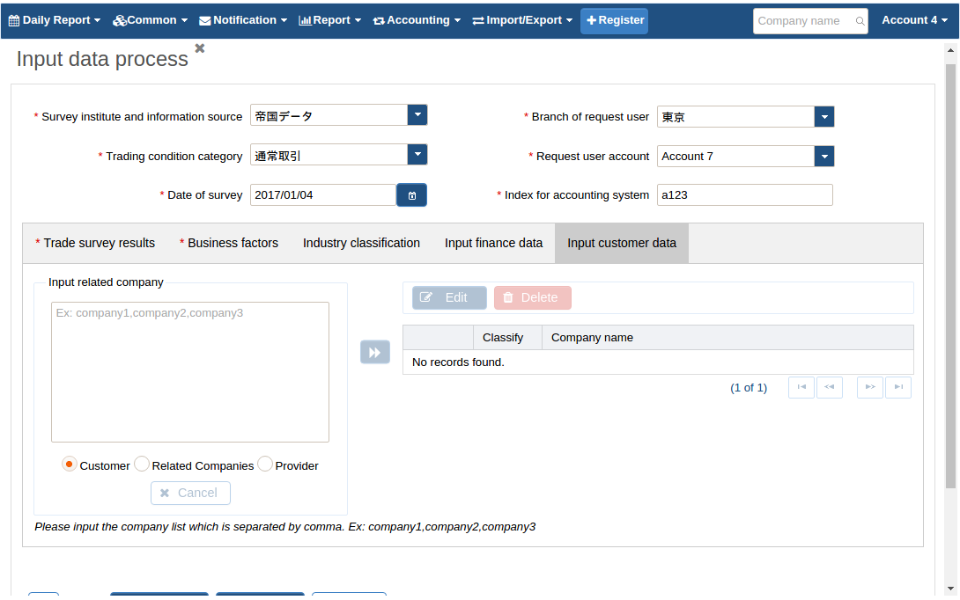 Daily Report Common Notification Report Accounting Import/Export Register Company name Account 4
Input data process
* Survey institute and information source 帝国データ * Branch of request user 東京
* Trading condition category 通常取引 * Request user account Account 7
* Date of survey 2017/01/04 * Index for accounting system a123
* Trade survey results * Business factors Industry classification Input finance data Input customer data
Input related company
Ex: company1,company2,company3
Edit Delete
Classify Company name
No records found.
(1 of 1)
Customer Related Companies Provider
Cancel
Please input the company list which is separated by comma. Ex: company1,company2,company3